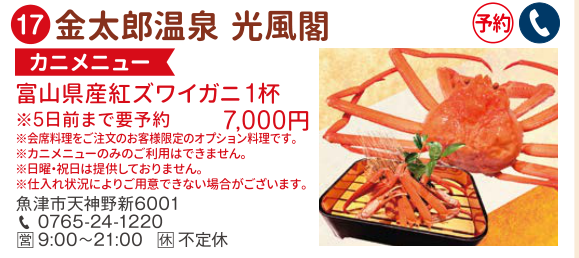 17 金太郎温泉 光風閣 予約
カニメニュー
富山県産紅ズワイガニ1杯
※5日前まで要予約 7,000円
※会席料理をご注文のお客様限定のオプション料理です。
※カニメニューのみのご利用はできません。
※日曜・祝日は提供しておりません。
※仕入れ状況によりご用意できない場合がございます。
魚津市天神野新6001
0765-24-1220
営 9:00〜21:00 休 不定休